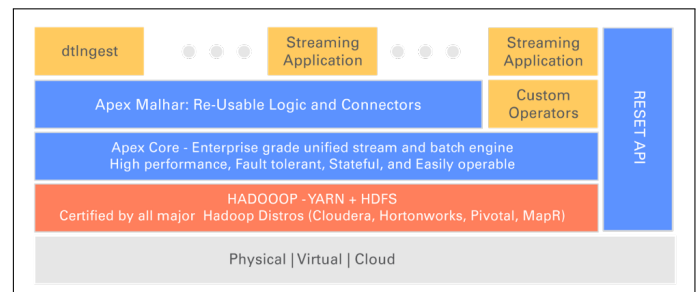 dtIngest
Streaming
Application
Streaming
Application
Apex Malhar: Re-Usable Logic and Connectors
Custom
Operators
RESET API
Apex Core - Enterprise grade unified stream and batch engine
High performance, Fault tolerant, Stateful, and Easily operable
HADOOOP -YARN + HDFS
Certified by all major Hadoop Distros (Cloudera, Hortonworks, Pivotal, MapR)
Physical | Virtual | Cloud